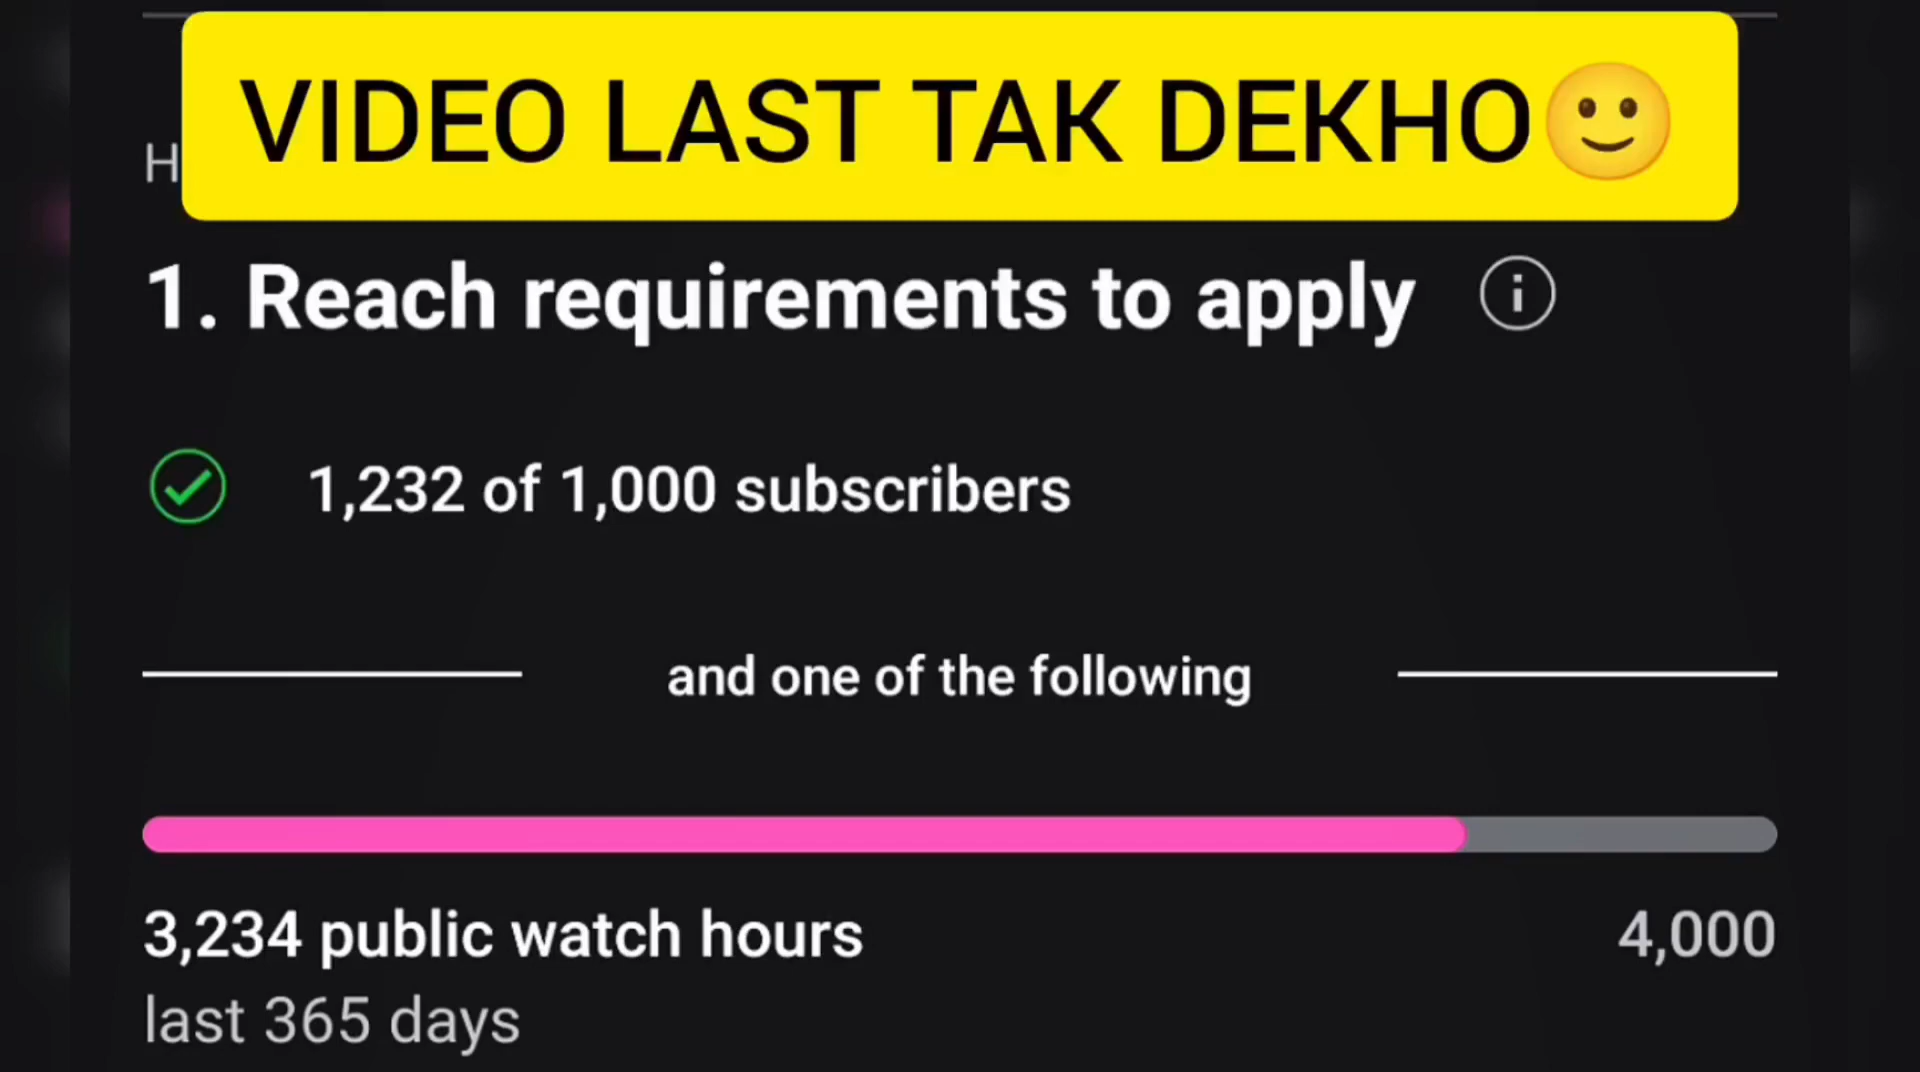 VIDEO LAST TAK DEKHO🙂
H
1. Reach requirements to apply
1,232 of 1,000 subscribers
and one of the following
3,234 public watch hours
4,000
last 365 days